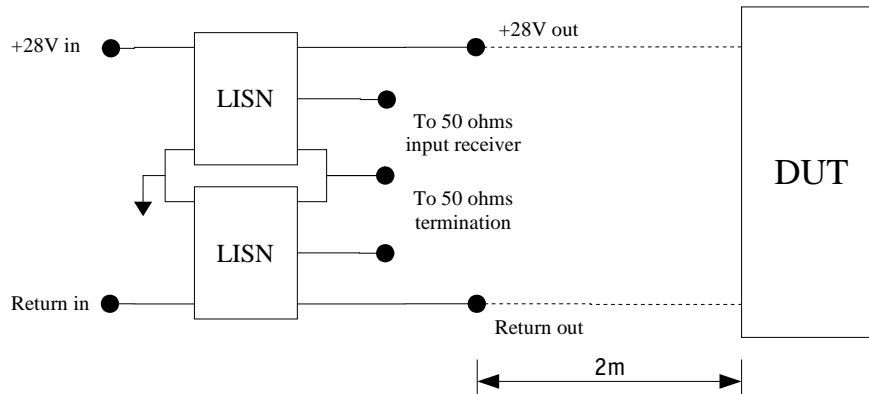 +28V in
LISN
+28V out
To 50 ohms
input receiver
DUT
To 50 ohms
termination
LISN
Return in
Return out
2m